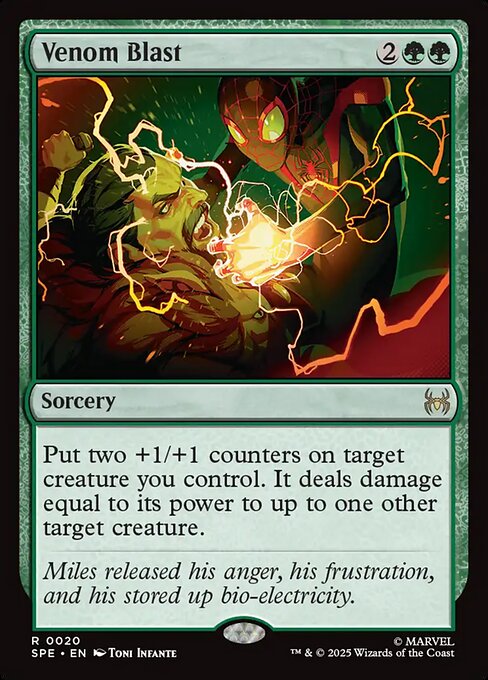 Venom Blast 2
Sorcery
Put two +1/+1 counters on target
creature you control. It deals damage
equal to its power to up to one other
target creature.
Miles released his anger, his frustration,
and his stored up bio-electricity.
R 0020
SPE • EN Toni Infante
© MARVEL
™ & © 2025 Wizards of the Coast